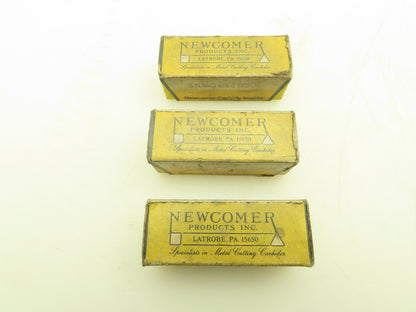 NEWCOMER
PRODUCTS INC.
LATROBE, PA. 15650
Specialists in Metal Cutting Carbides
SNMG
NEWCOMER
PRODUCTS INC.
LATROBE, PA. 15650
Specialists in Metal Cutting Carbides
NEWCOMER
PRODUCTS INC.
LATROBE, PA. 15650
Specialists in Metal Cutting Carbides